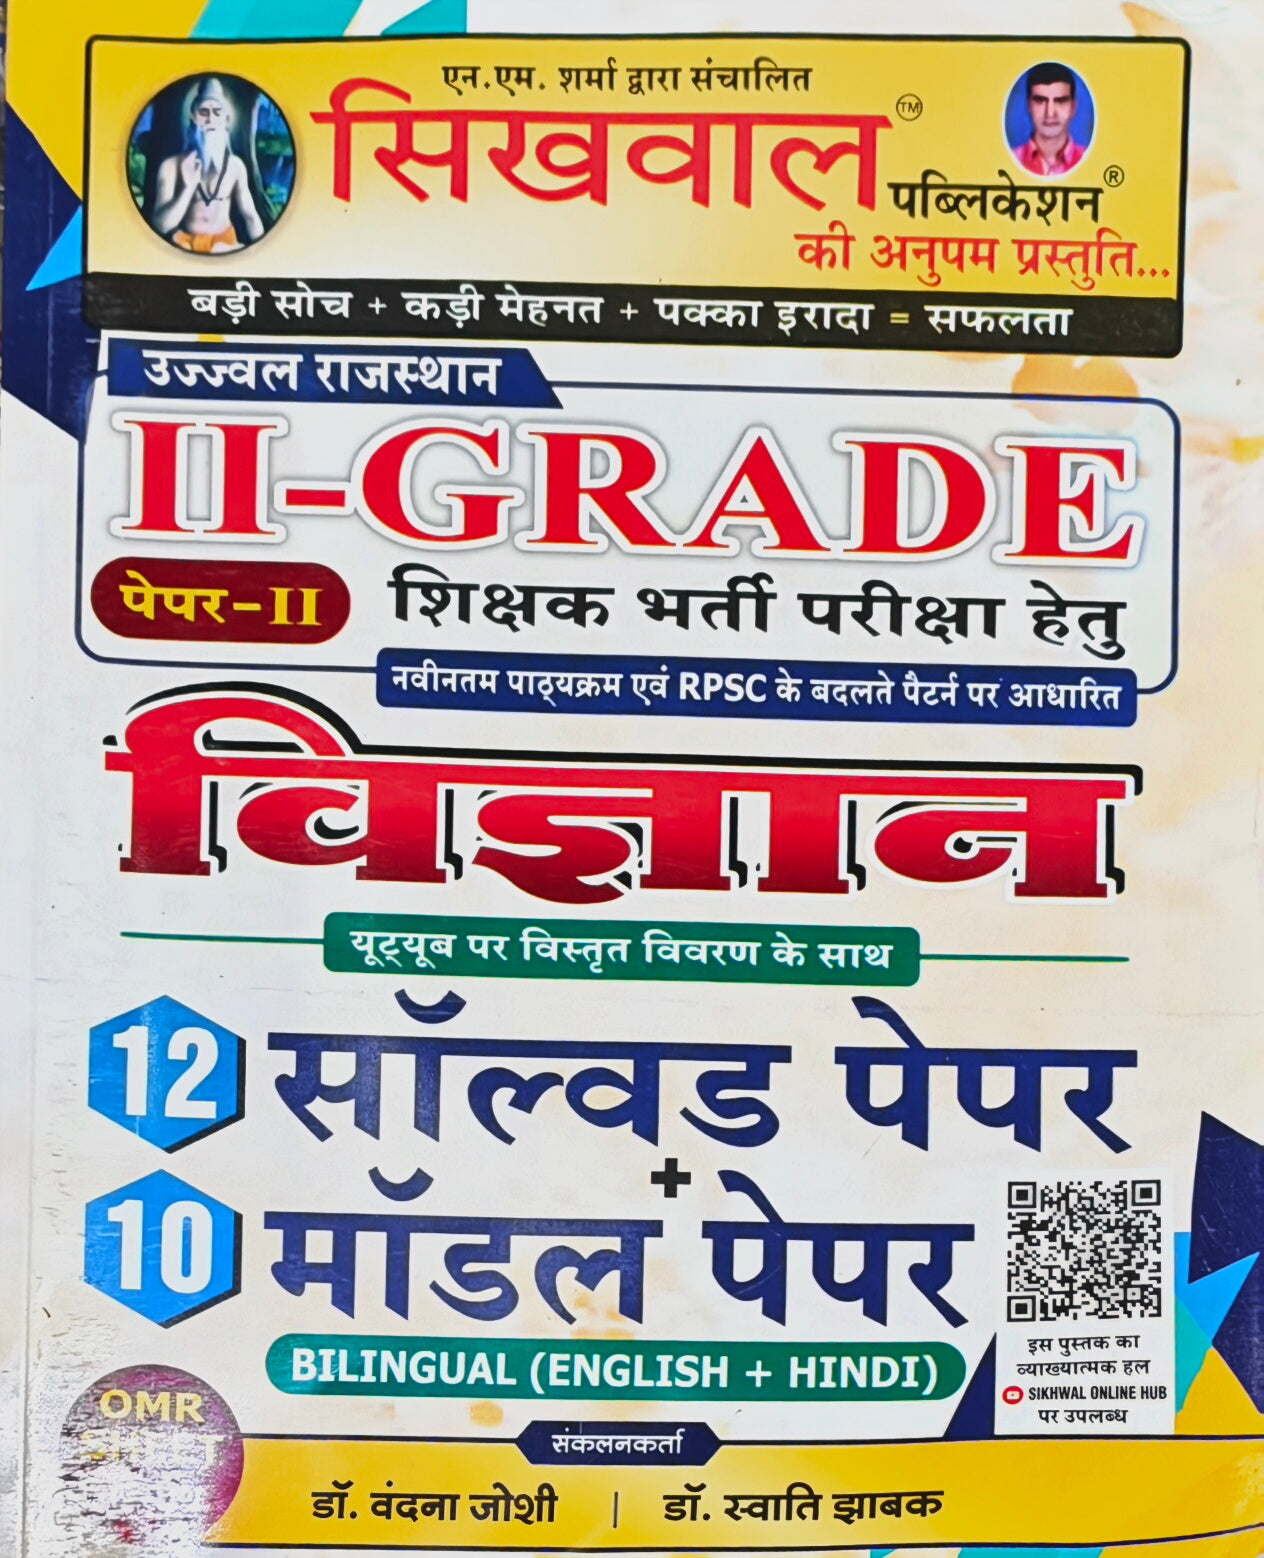 एन.एम. शर्मा द्वारा संचालित
सिखवाल™
पब्लिकेशन®
की अनुपम प्रस्तुति...
बड़ी सोच + कड़ी मेहनत + पक्का इरादा = सफलता
उज्ज्वल राजस्थान
II-GRADE
पेपर-II शिक्षक भर्ती परीक्षा हेतु
नवीनतम पाठ्यक्रम एवं RPSC के बदलते पैटर्न पर आधारित
विज्ञान
यूट्यूब पर विस्तृत विवरण के साथ
12 सॉल्वड पेपर
+
10 मॉडल पेपर
BILINGUAL (ENGLISH + HINDI)
इस पुस्तक का
व्याख्यात्मक हल
SIKHWAL ONLINE HUB
पर उपलब्ध
OMR
संकलनकर्ता
डॉ. वंदना जोशी | डॉ. स्वाति झाबक